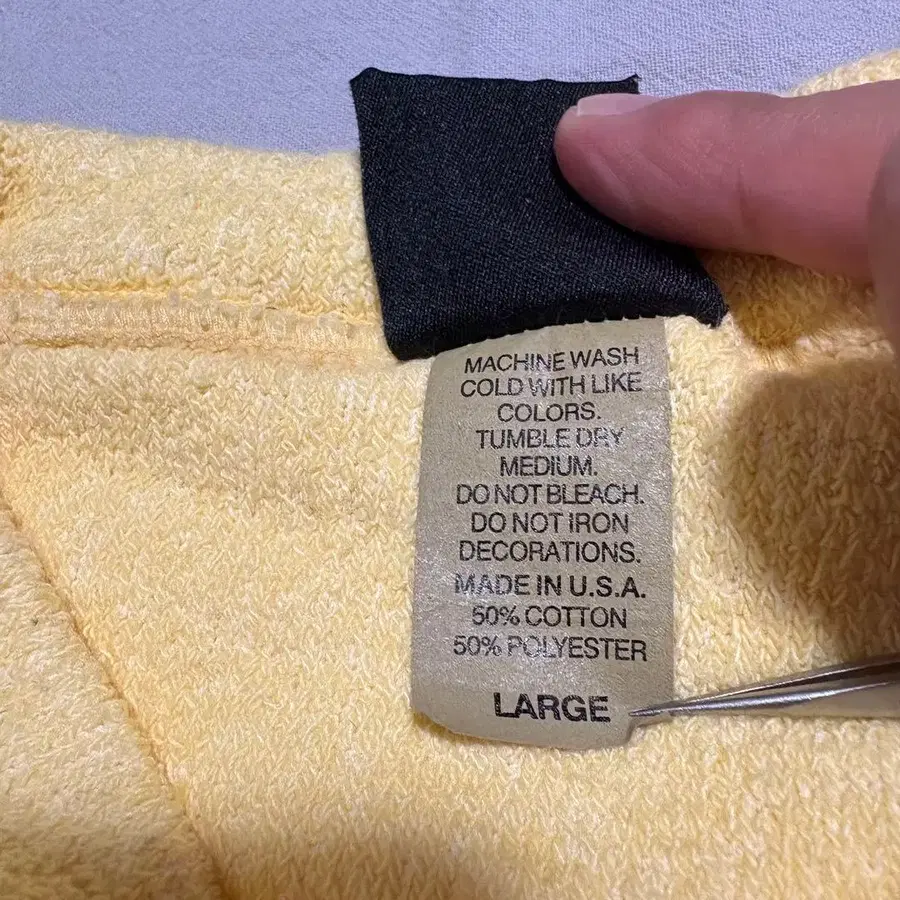 MACHINE WASH
COLD WITH LIKE
COLORS.
TUMBLE DRY
MEDIUM.
DO NOT BLEACH.
DO NOT IRON
DECORATIONS.
MADE IN U.S.A.
50% COTTON
50% POLYESTER
LARGE